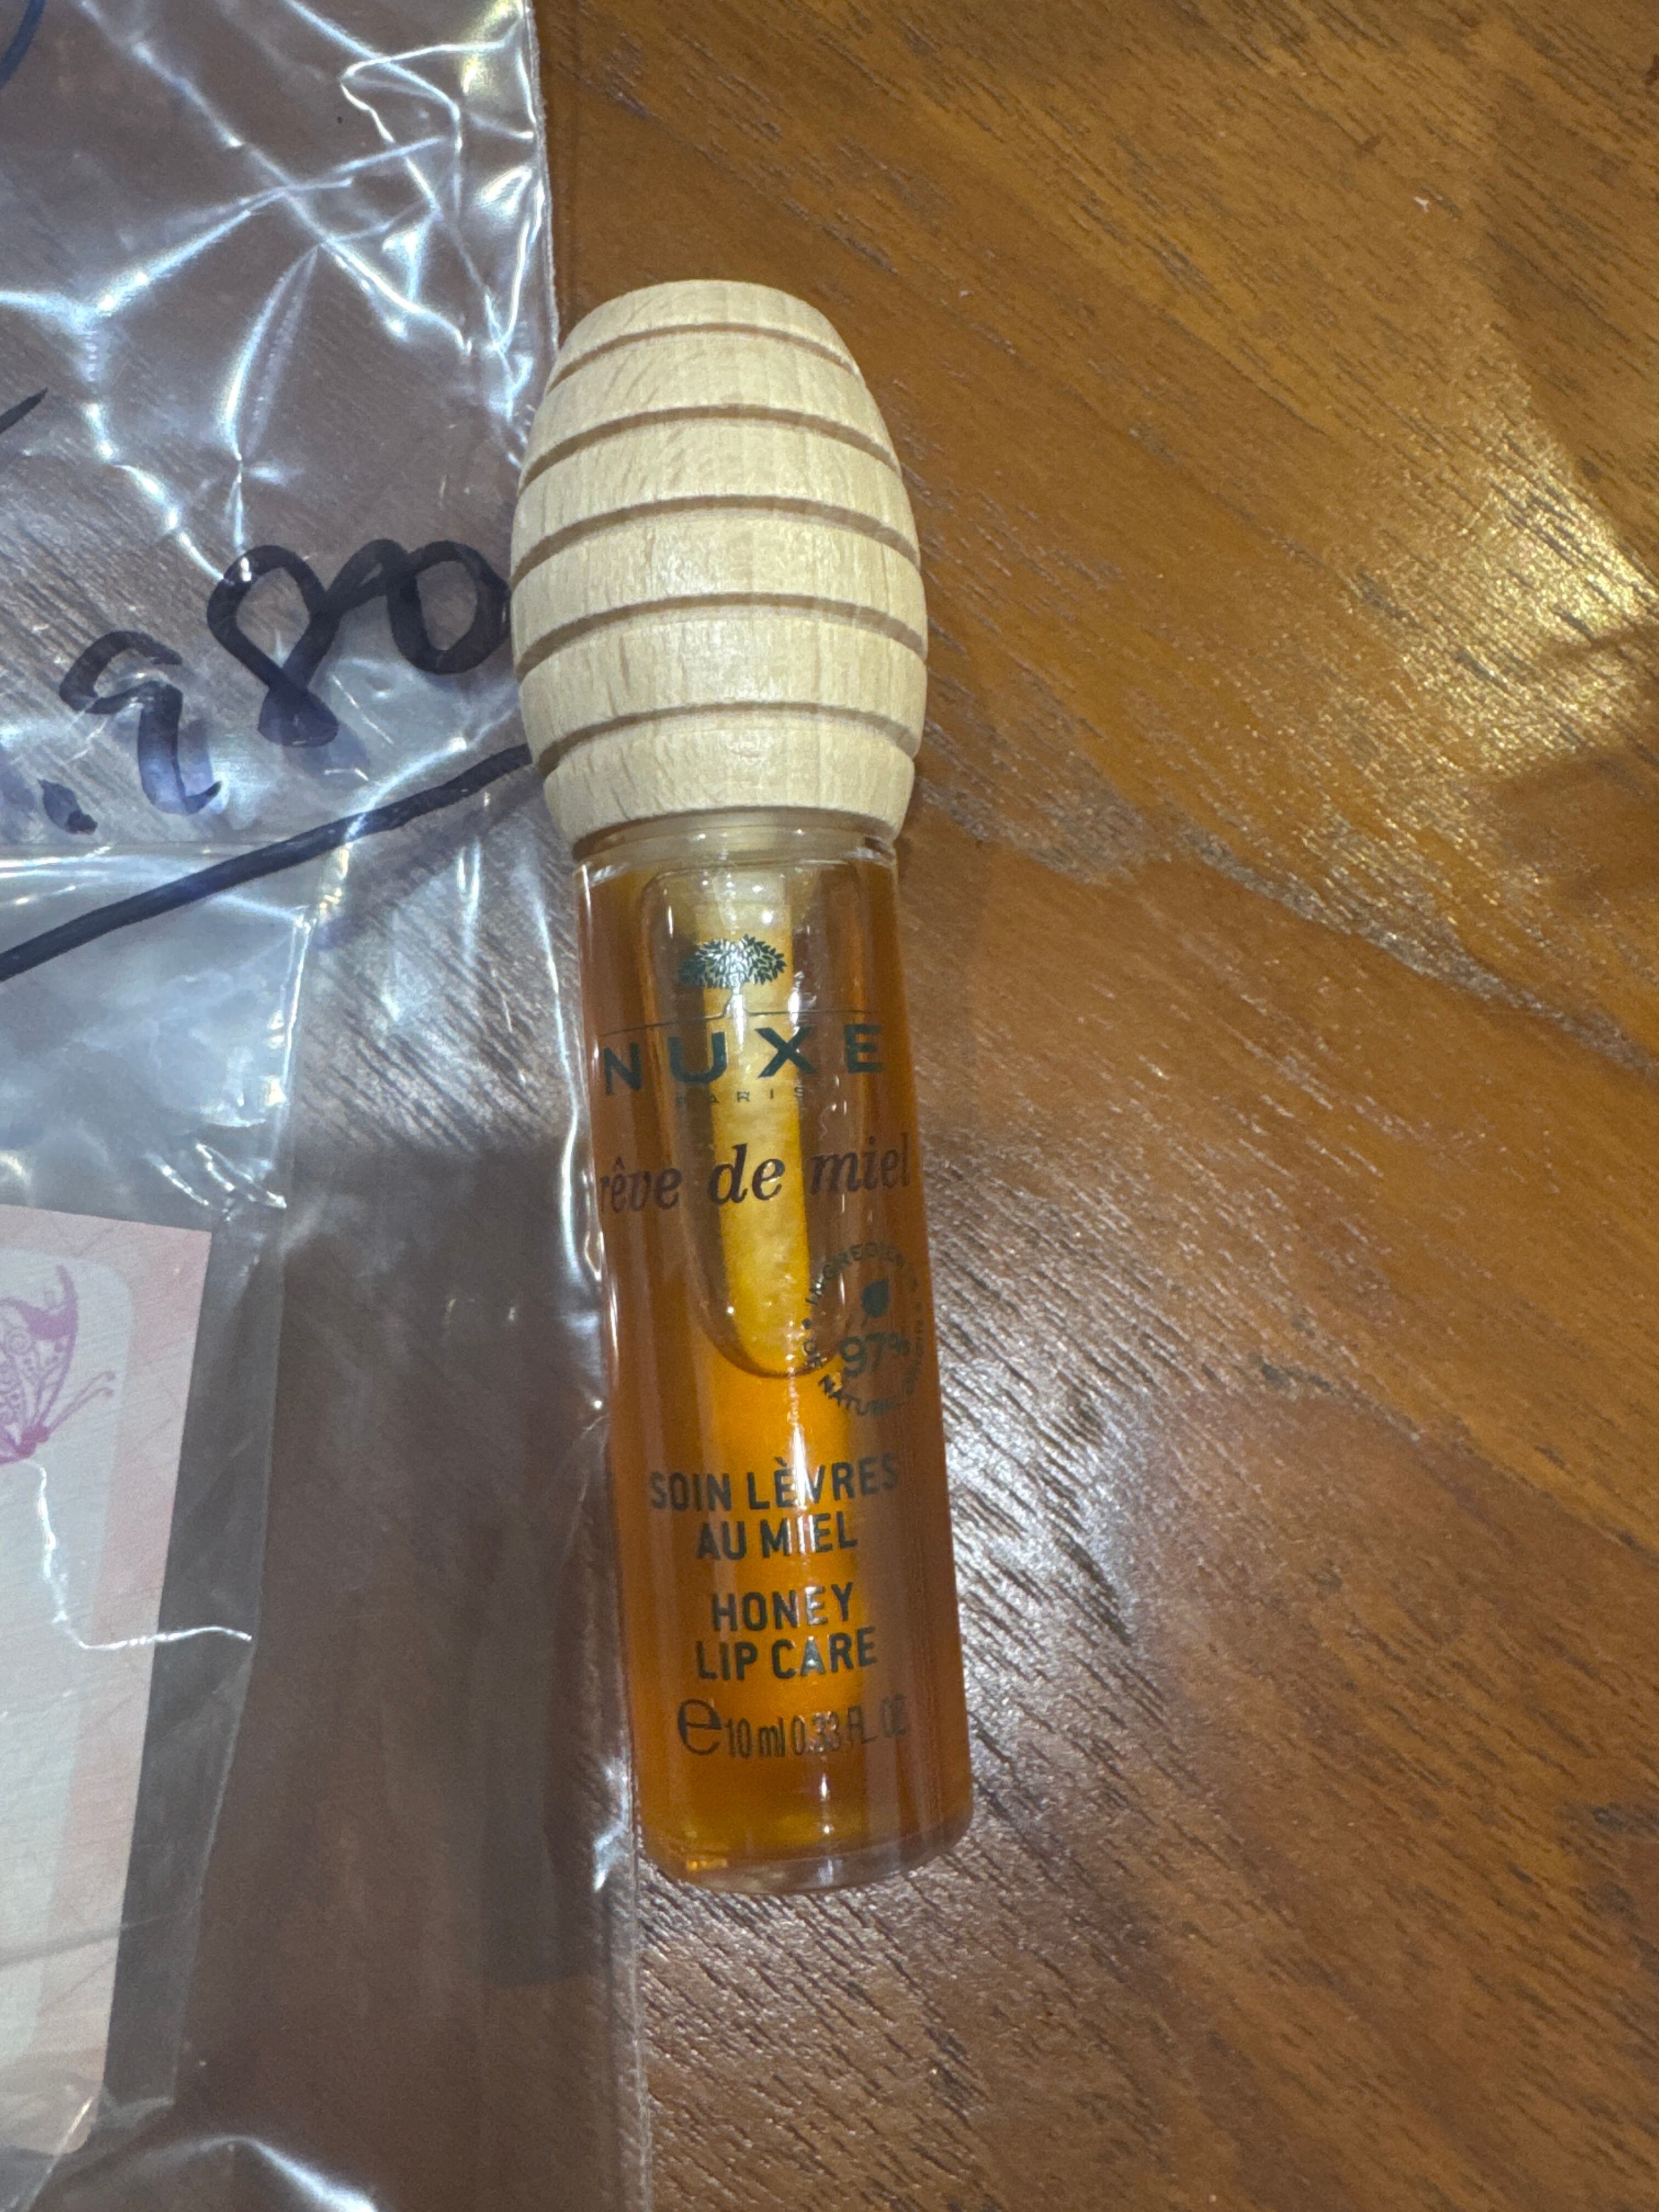 980
NUXE
PARIS
rêve de miel
97%
SOIN LÈVRES
AU MIEL
HONEY
LIP CARE
e 10 ml 0.33 FL. OZ